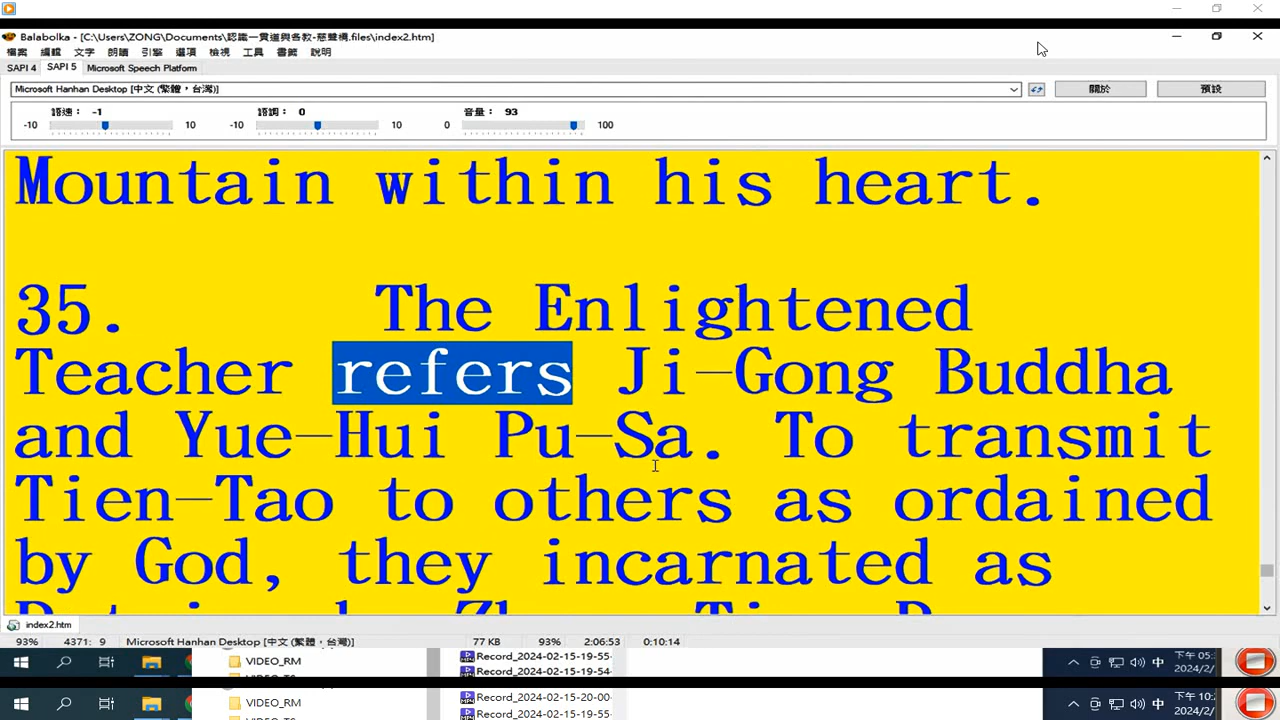 Balabolka - [C:\Users\ZONG\Documents\認識一貫道與各教-慈聲橋.files\index2.htm]
檔案 編輯 文字 朗讀 引擎 選項 檢視 工具 書籤 說明
SAPI 4 SAPI 5 Microsoft Speech Platform
Microsoft Hanhan Desktop [中文 (繁體，台灣)] 關於 預設
語速： -1 語調： 0 音量： 93
-10 10 -10 10 0 100
Mountain within his heart.
35. The Enlightened
Teacher refers Ji-Gong Buddha
and Yue-Hui Pu-Sa. To transmit
Tien-Tao to others as ordained
by God, they incarnated as
index2.htm
93% 4371: 9 Microsoft Hanhan Desktop [中文 (繁體，台灣)] 77 KB 93% 2:06:53 0:10:14
VIDEO_RM Record_2024-02-15-19-55- 中 下午 05:
Record_2024-02-15-19-54- 2024/2/
VIDEO_RM Record_2024-02-15-20-00- 中 下午 10:
Record_2024-02-15-19-55- 2024/2/